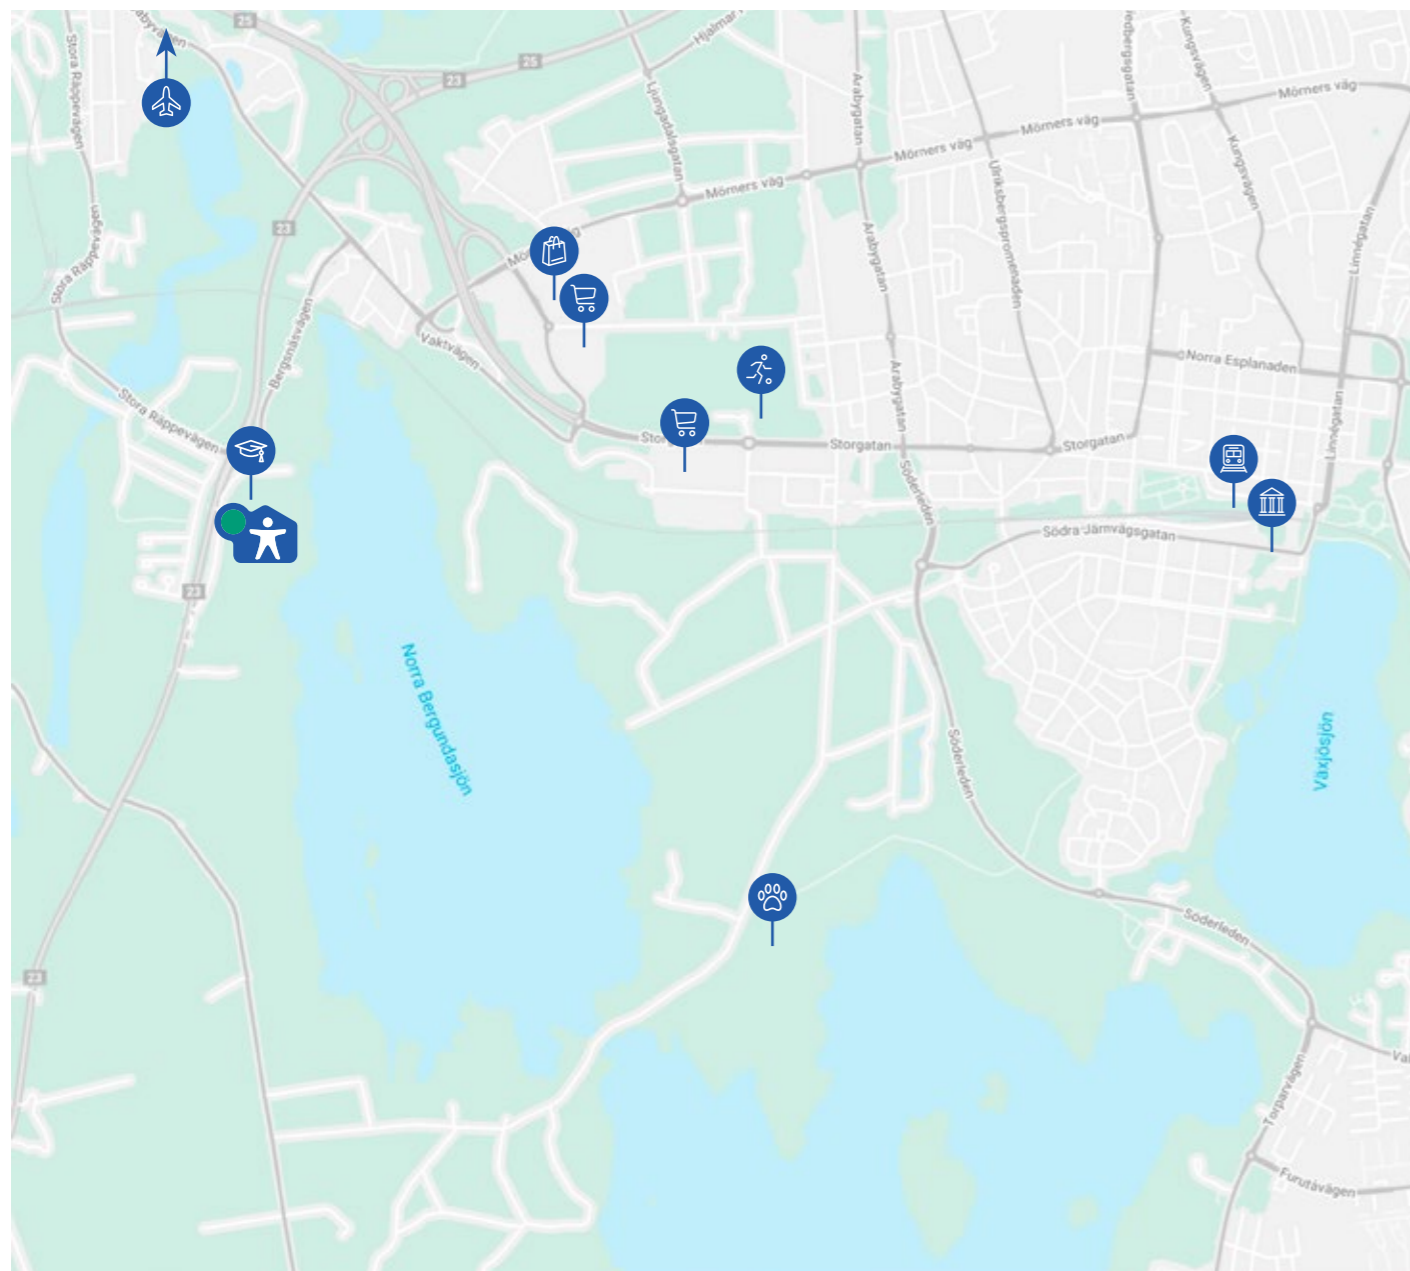 25
Hjalmar
25
23
Stora Räppevägen
Ljungadalsgatan
Arabygatan
Kungsvägen
Mörners väg
Mörners väg
Mörners väg
Mörners väg
Kungsvägen
Ulriksbergspromenaden
23
Stora Räppevägen
Arabygatan
Linnégatan
Bergsnäsvägen
Vaktvägen
Norra Esplanaden
Arabygatan
Linnégatan
Stora Räppevägen
Storgatan
Storgatan
Söderleden
Södra Järnvägsgatan
23
Norra Bergundasjön
Söderleden
Växjösjön
Söderleden
23
Torparvägen
Furutåvägen